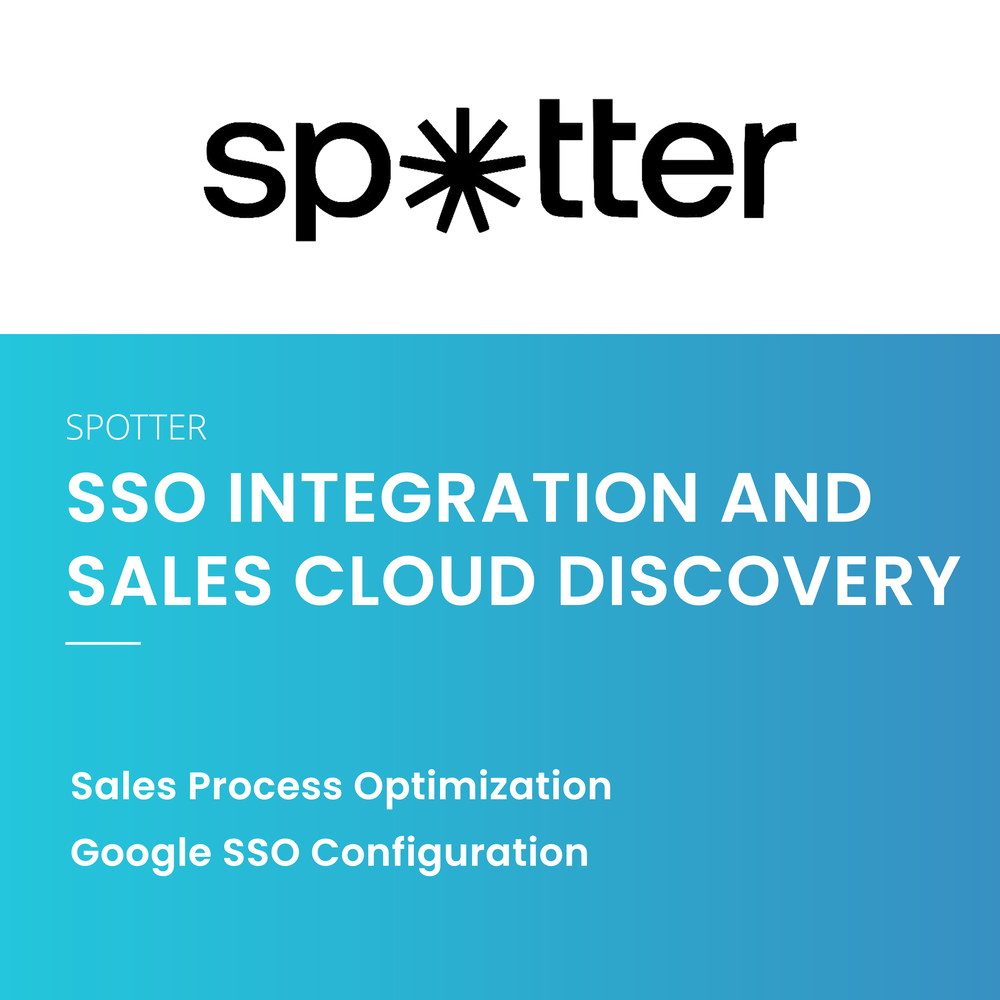 spotter
SPOTTER
SSO INTEGRATION AND
SALES CLOUD DISCOVERY
Sales Process Optimization
Google SSO Configuration